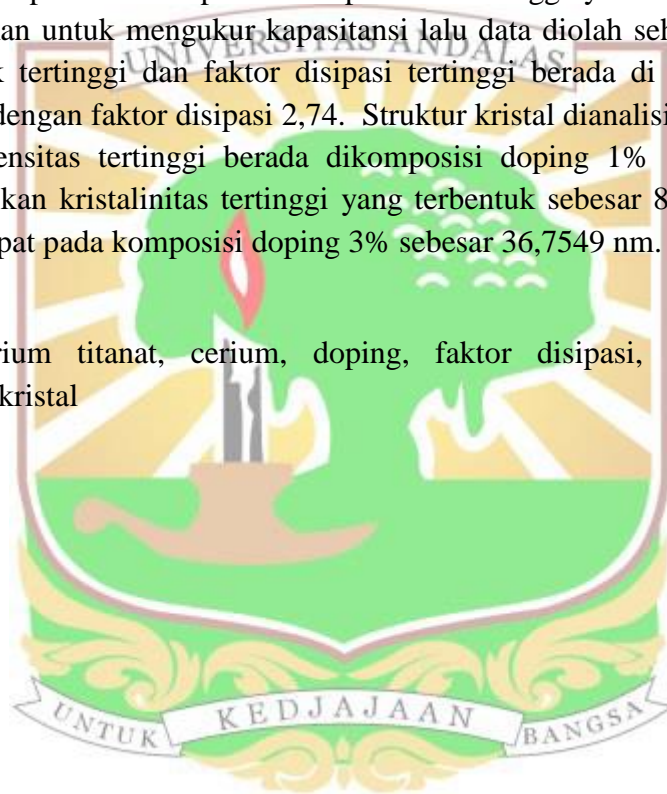 an untuk mengukur kapasitansi lalu data diolah seh
UNIVERSITAS ANDALAS
tertinggi dan faktor disipasi tertinggi berada di
dengan faktor disipasi 2,74. Struktur kristal dianalisi
ensitas tertinggi berada dikomposisi doping 1%
kan kristalinitas tertinggi yang terbentuk sebesar 8
pat pada komposisi doping 3% sebesar 36,7549 nm.
rium titanat, cerium, doping, faktor disipasi,
kristal
UNTUK KEDJAJAAN BANGSA